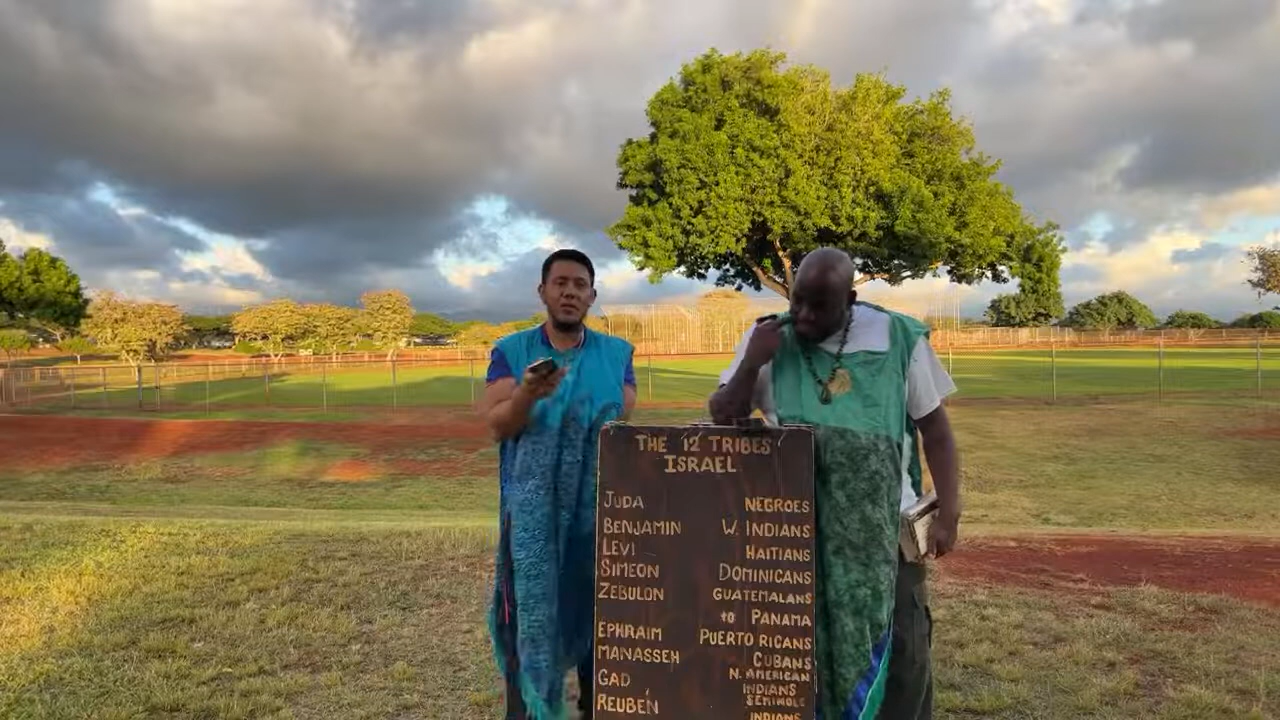 THE 12 TRIBES
ISRAEL
JUDA NEGROES
BENJAMIN W. INDIANS
LEVI HAITIANS
SIMEON DOMINICANS
ZEBULON GUATEMALANS
to PANAMA
EPHRAIM PUERTO RICANS
MANASSEH CUBANS
GAD N. AMERICAN
INDIANS
REUBEN SEMINOLE
INDIANS